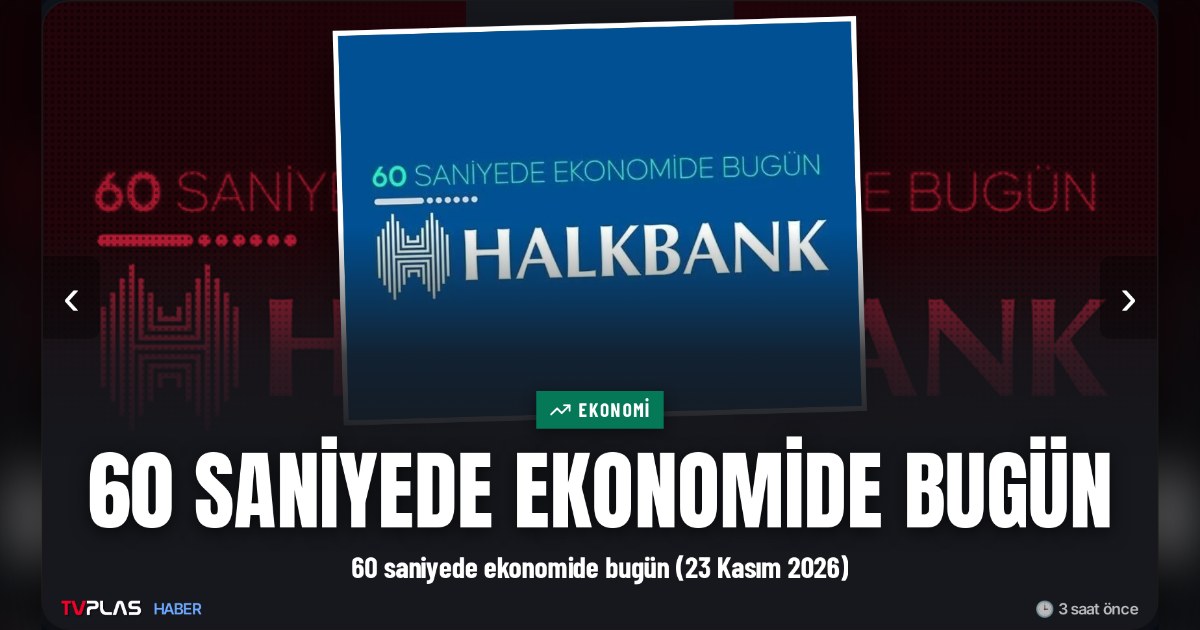 60 SANİYEDE EKONOMİDE BUGÜN
HALKBANK
EKONOMİ
60 SANİYEDE EKONOMİDE BUGÜN
60 saniyede ekonomide bugün (23 Kasım 2026)
TVPLAS HABER
3 saat önce